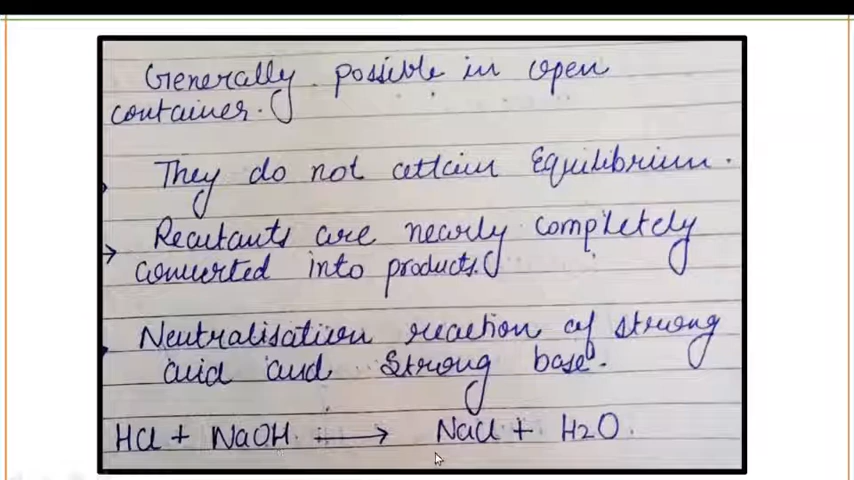 Generally possible in open
container.
They do not attain Equilibrium.
→ Reactants are nearly completely
converted into products.
Neutralisation reaction of strong
acid and strong base.
HCl + NaOH ⟶ NaCl + H2O.